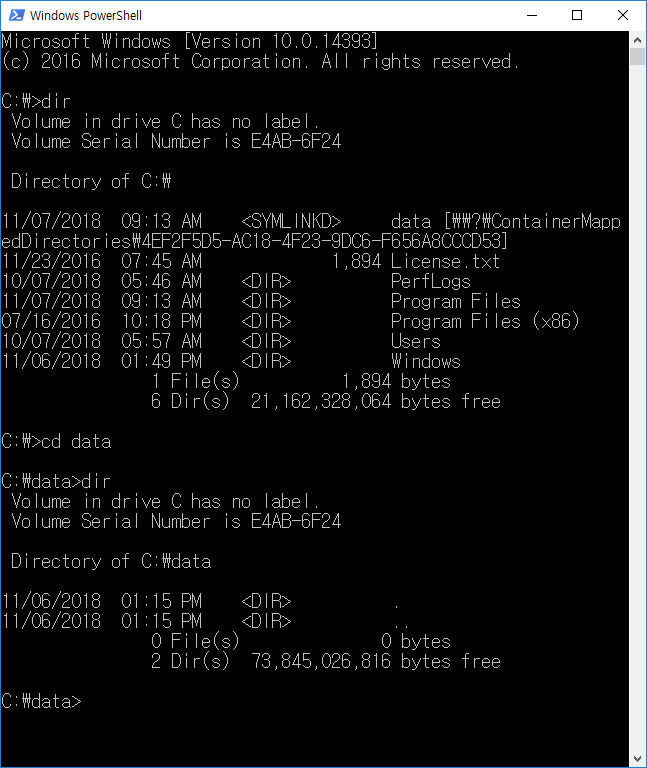 Windows PowerShell
Microsoft Windows [Version 10.0.14393]
(c) 2016 Microsoft Corporation. All rights reserved.
C:₩>dir
 Volume in drive C has no label.
 Volume Serial Number is E4AB-6F24
 Directory of C:₩
11/07/2018  09:13 AM    <SYMLINKD>     data [₩₩?₩ContainerMapp
edDirectories₩4EF2F5D5-AC18-4F23-9DC6-F656A8CCCD53]
11/23/2016  07:45 AM             1,894 License.txt
10/07/2018  05:46 AM    <DIR>          PerfLogs
11/07/2018  09:13 AM    <DIR>          Program Files
07/16/2016  10:18 PM    <DIR>          Program Files (x86)
10/07/2018  05:57 AM    <DIR>          Users
11/06/2018  01:49 PM    <DIR>          Windows
               1 File(s)          1,894 bytes
               6 Dir(s)  21,162,328,064 bytes free
C:₩>cd data
C:₩data>dir
 Volume in drive C has no label.
 Volume Serial Number is E4AB-6F24
 Directory of C:₩data
11/06/2018  01:15 PM    <DIR>          .
11/06/2018  01:15 PM    <DIR>          ..
               0 File(s)              0 bytes
               2 Dir(s)  73,845,026,816 bytes free
C:₩data>